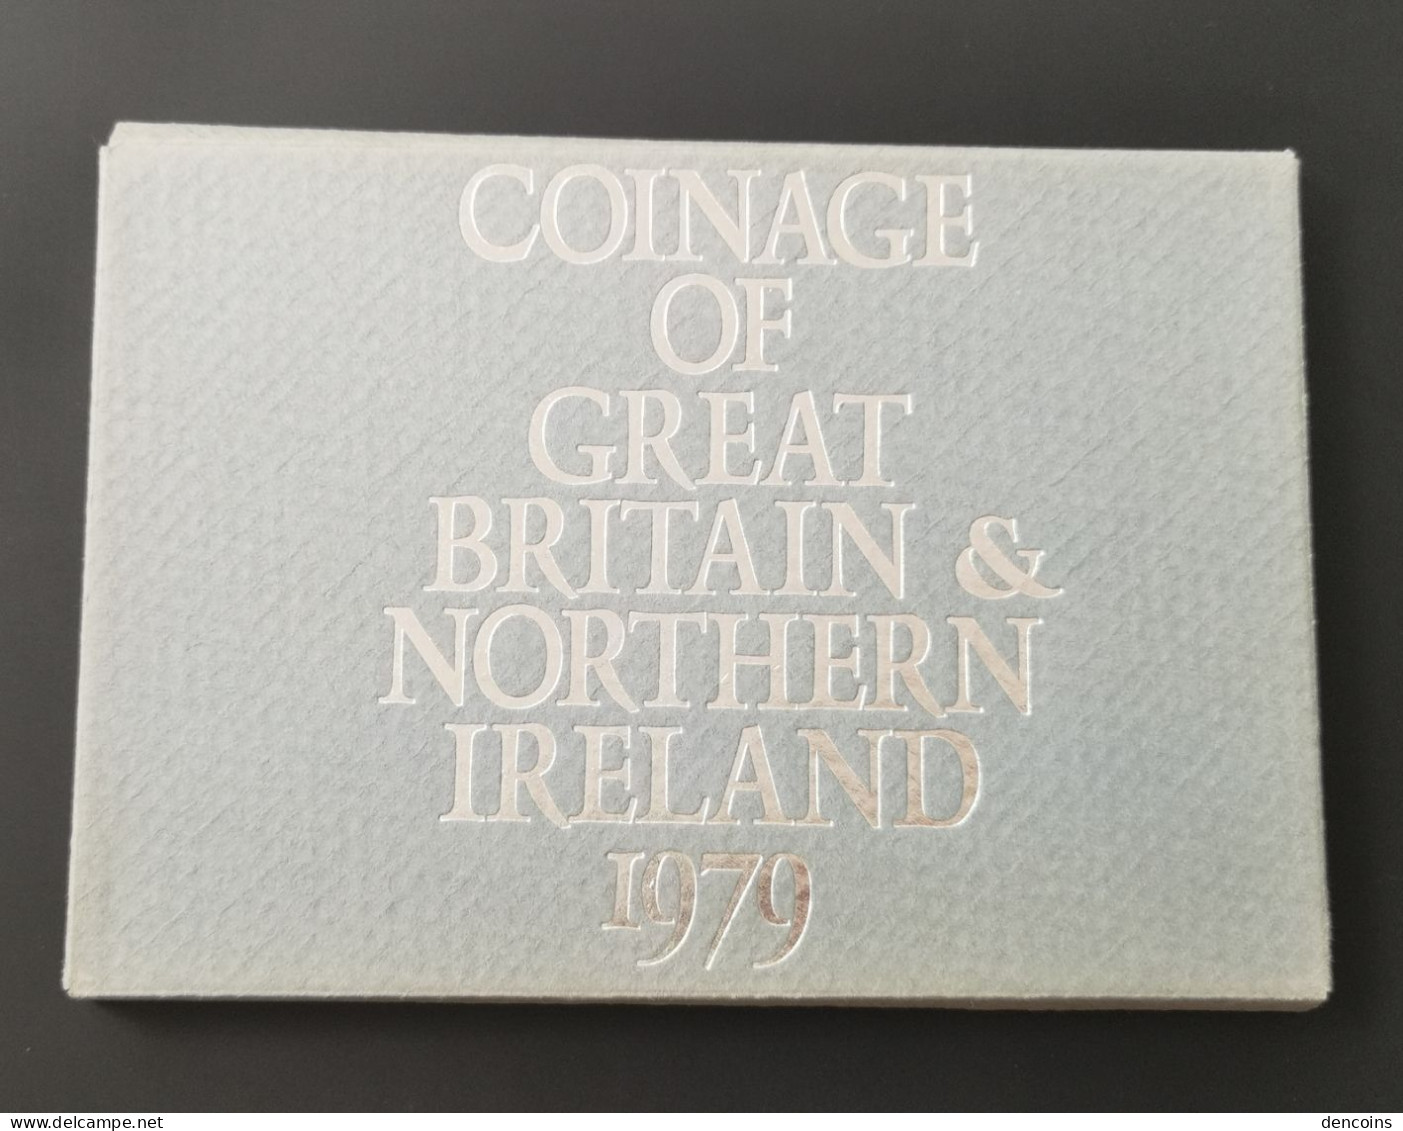 COINAGE
OF
GREAT
BRITAIN &
NORTHERN
IRELAND
1979
www.delcampe.net
dencoins